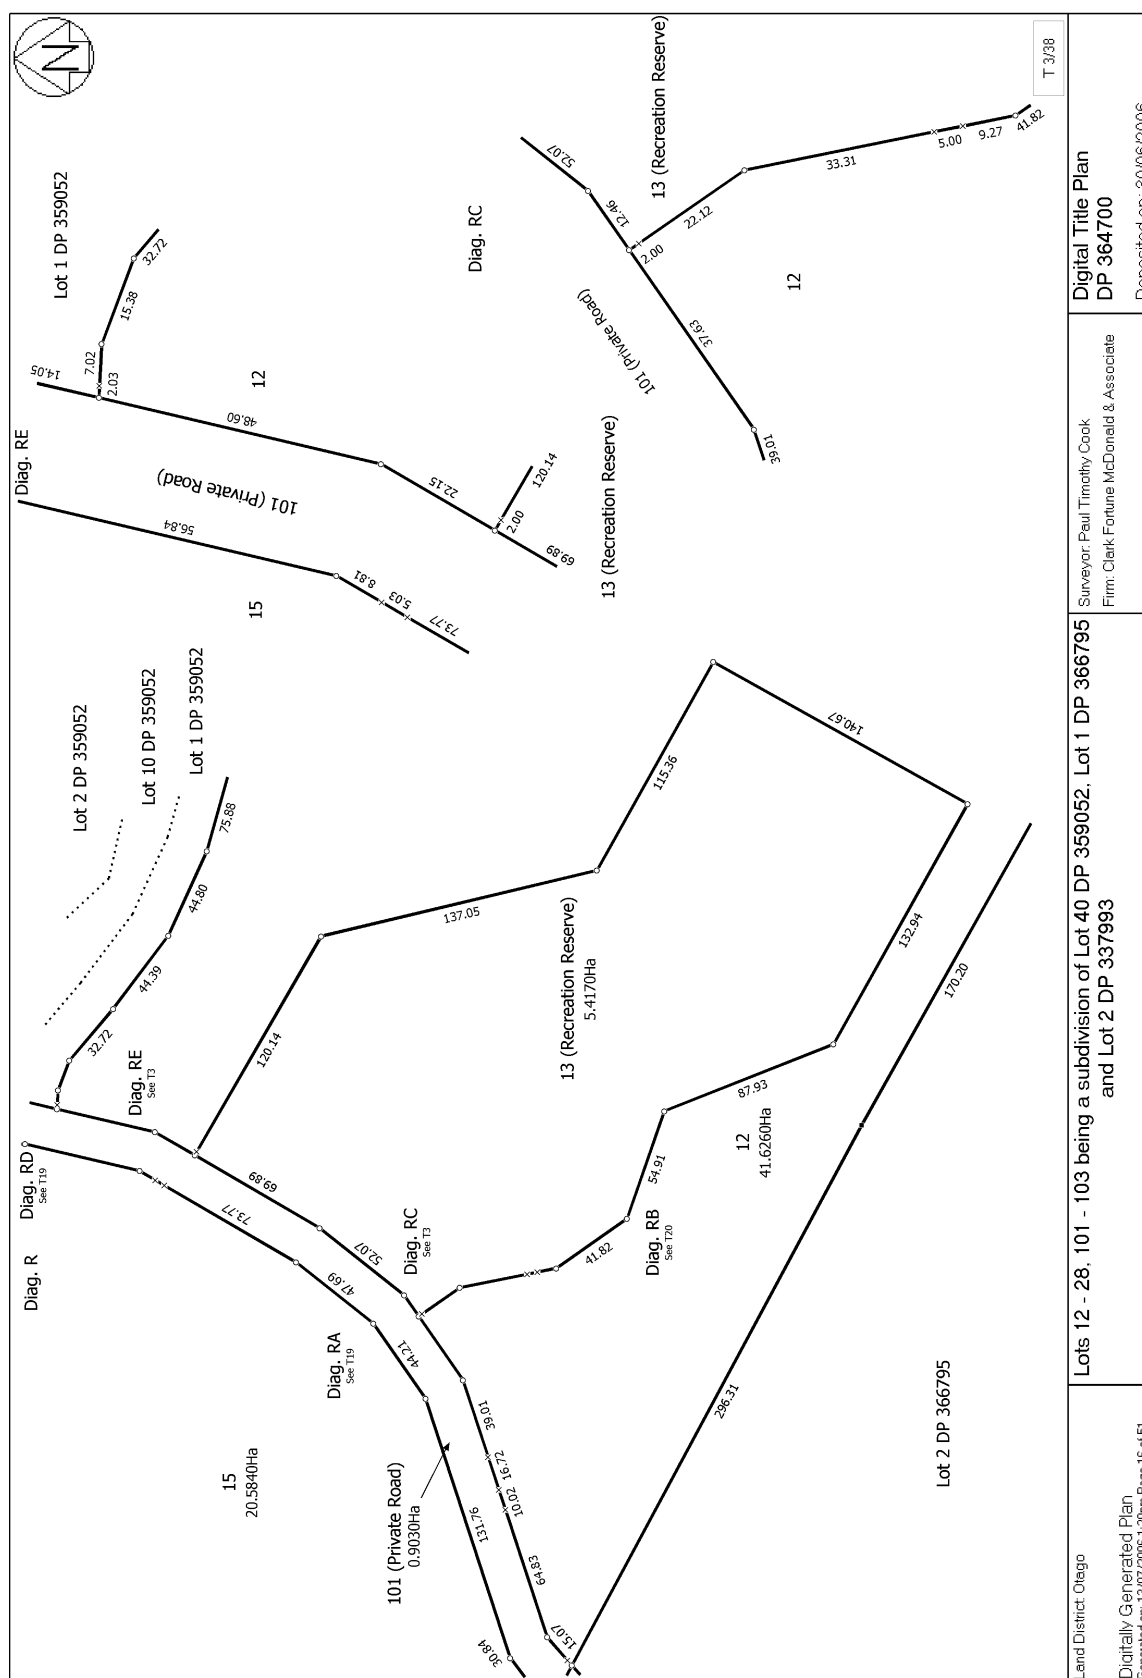 N
T 3/38
Diag. R
Diag. RD
See T19
Diag. RE
See T3
Lot 2 DP 359052
Lot 10 DP 359052
Lot 1 DP 359052
32.72
44.39
44.80
75.88
120.14
137.05
115.36
140.67
132.94
170.20
13 (Recreation Reserve)
5.4170Ha
73.77
69.89
47.69
52.07
Diag. RC
See T3
Diag. RA
See T19
44.21
41.82
Diag. RB
See T20
54.91
87.93
12
41.6260Ha
15
20.5840Ha
101 (Private Road)
0.9030Ha
131.76
39.01
16.72
10.02
64.83
30.84
15.07
296.31
Lot 2 DP 366795
Diag. RE
14.05
7.02
2.03
15.38
32.72
Lot 1 DP 359052
48.60
12
101 (Private Road)
56.84
22.15
120.14
2.00
69.89
8.81
5.03
73.77
15
13 (Recreation Reserve)
Diag. RC
52.07
12.46
13 (Recreation Reserve)
2.00
22.12
33.31
5.00
9.27
41.82
12
101 (Private Road)
37.63
39.01
Land District: Otago
Digitally Generated Plan
Lots 12 - 28, 101 - 103 being a subdivision of Lot 40 DP 359052, Lot 1 DP 366795
and Lot 2 DP 337993
Surveyor: Paul Timothy Cook
Firm: Clark Fortune McDonald & Associate
Digital Title Plan
DP 364700